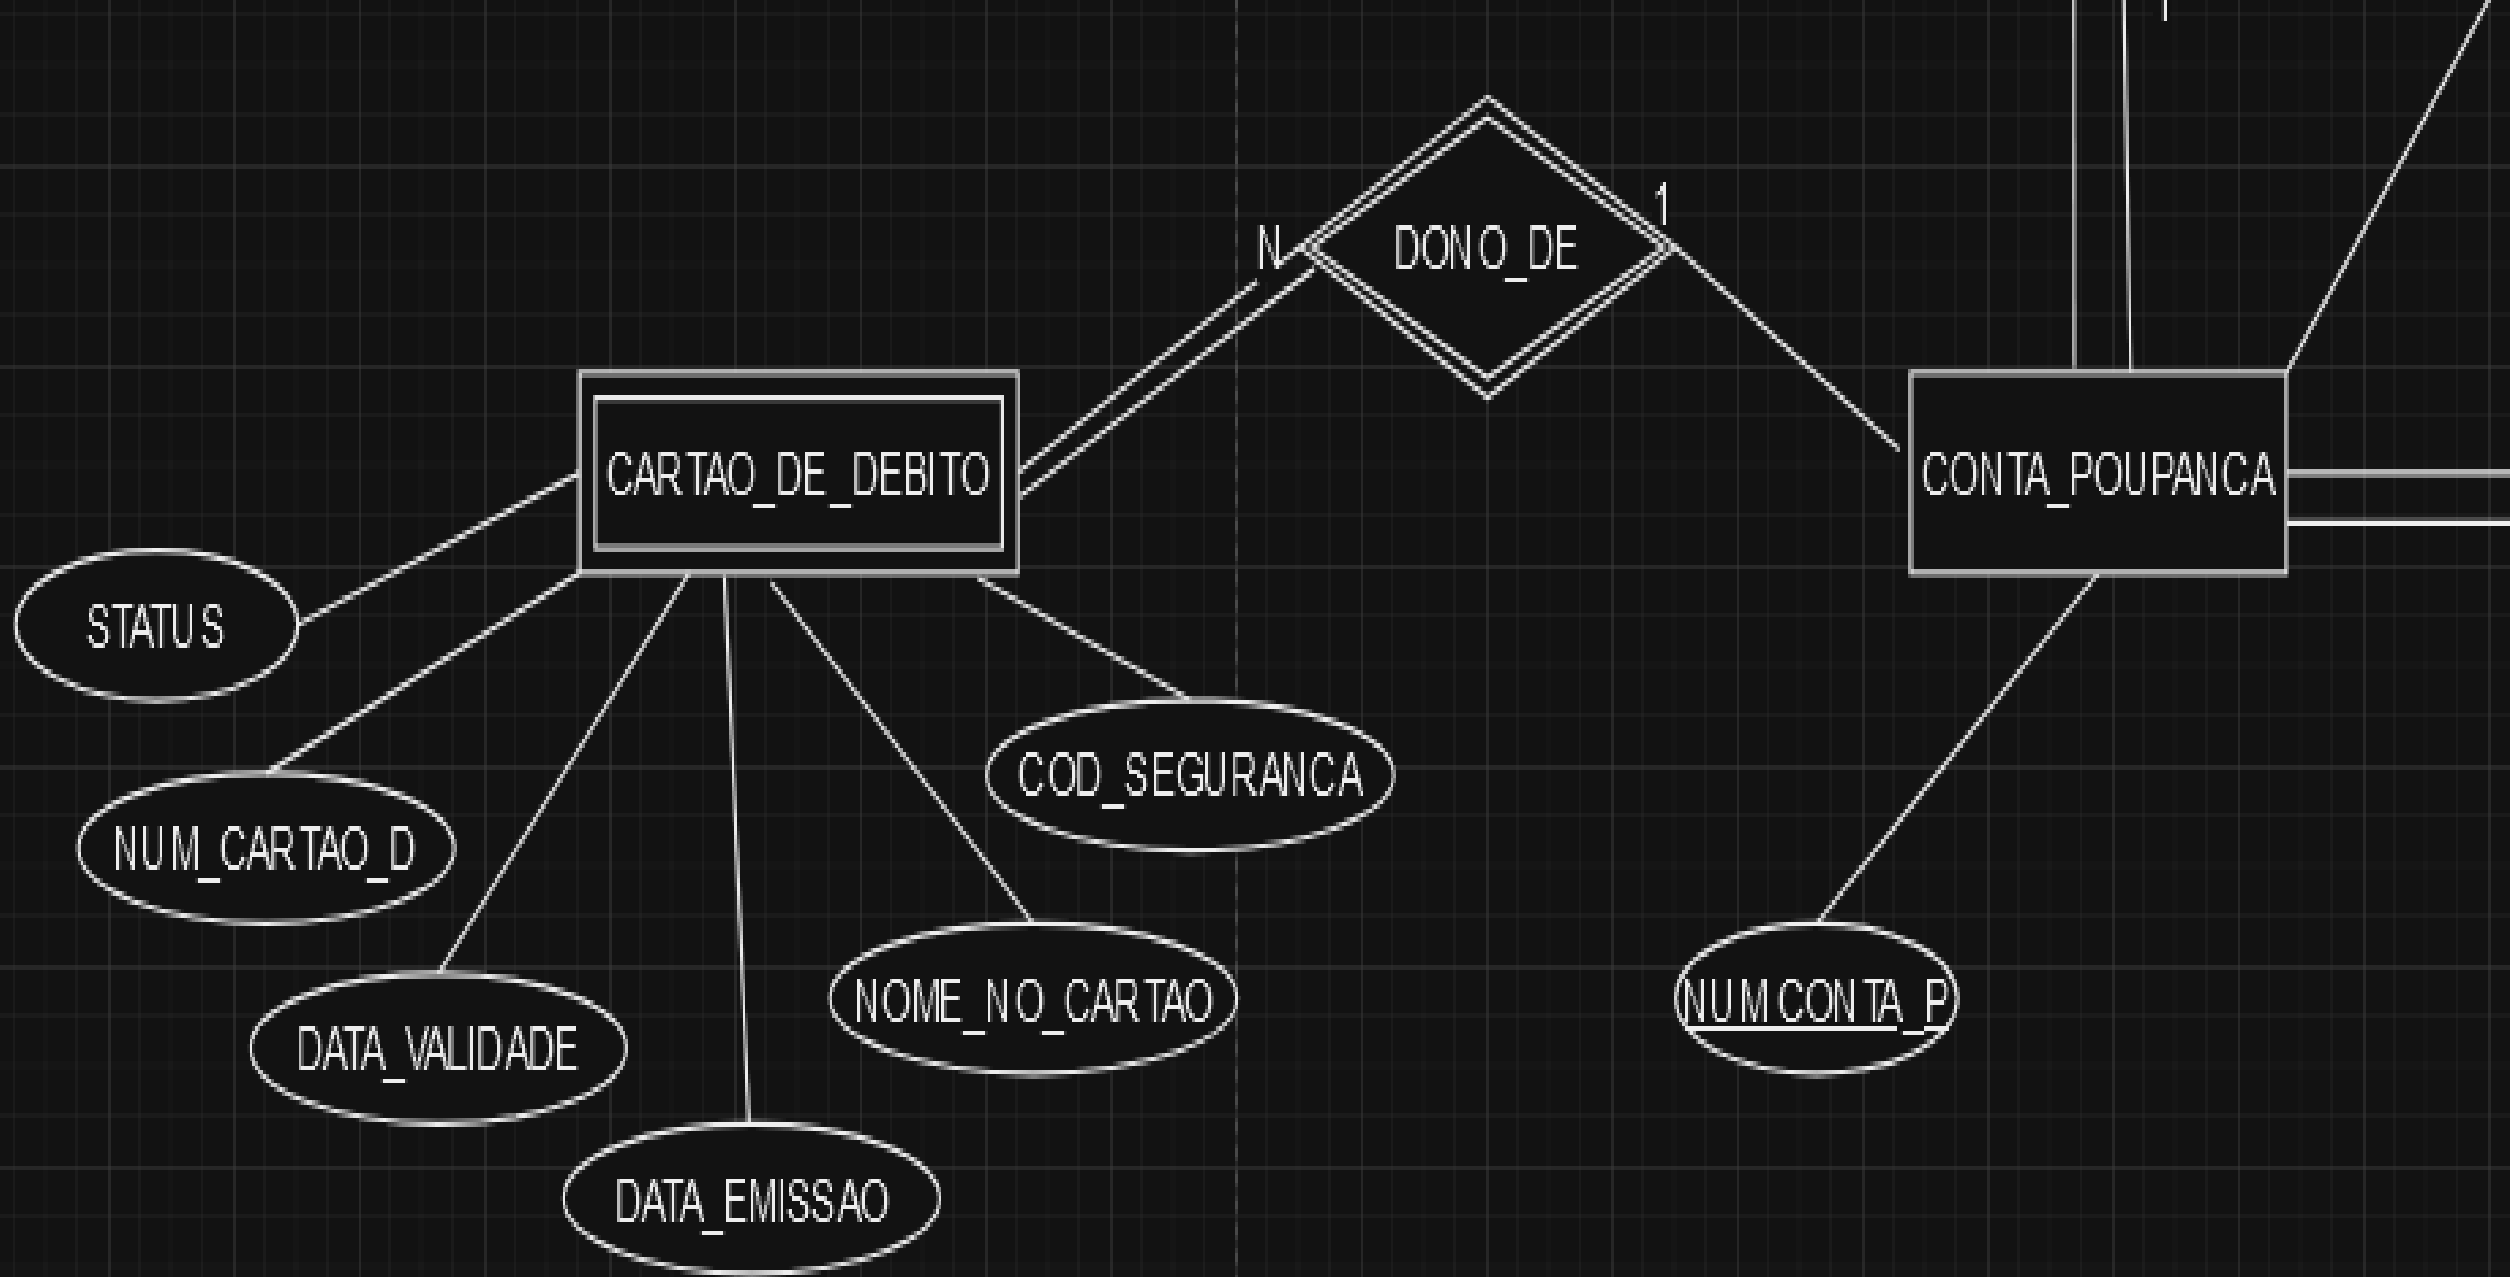 1
N
DONO_DE
CARTAO_DE_DEBITO
CONTA_POUPANCA
STATUS
COD_SEGURANCA
NUM_CARTAO_D
NOME_NO_CARTAO
NUMCONTA_P
DATA_VALIDADE
DATA_EMISSAO